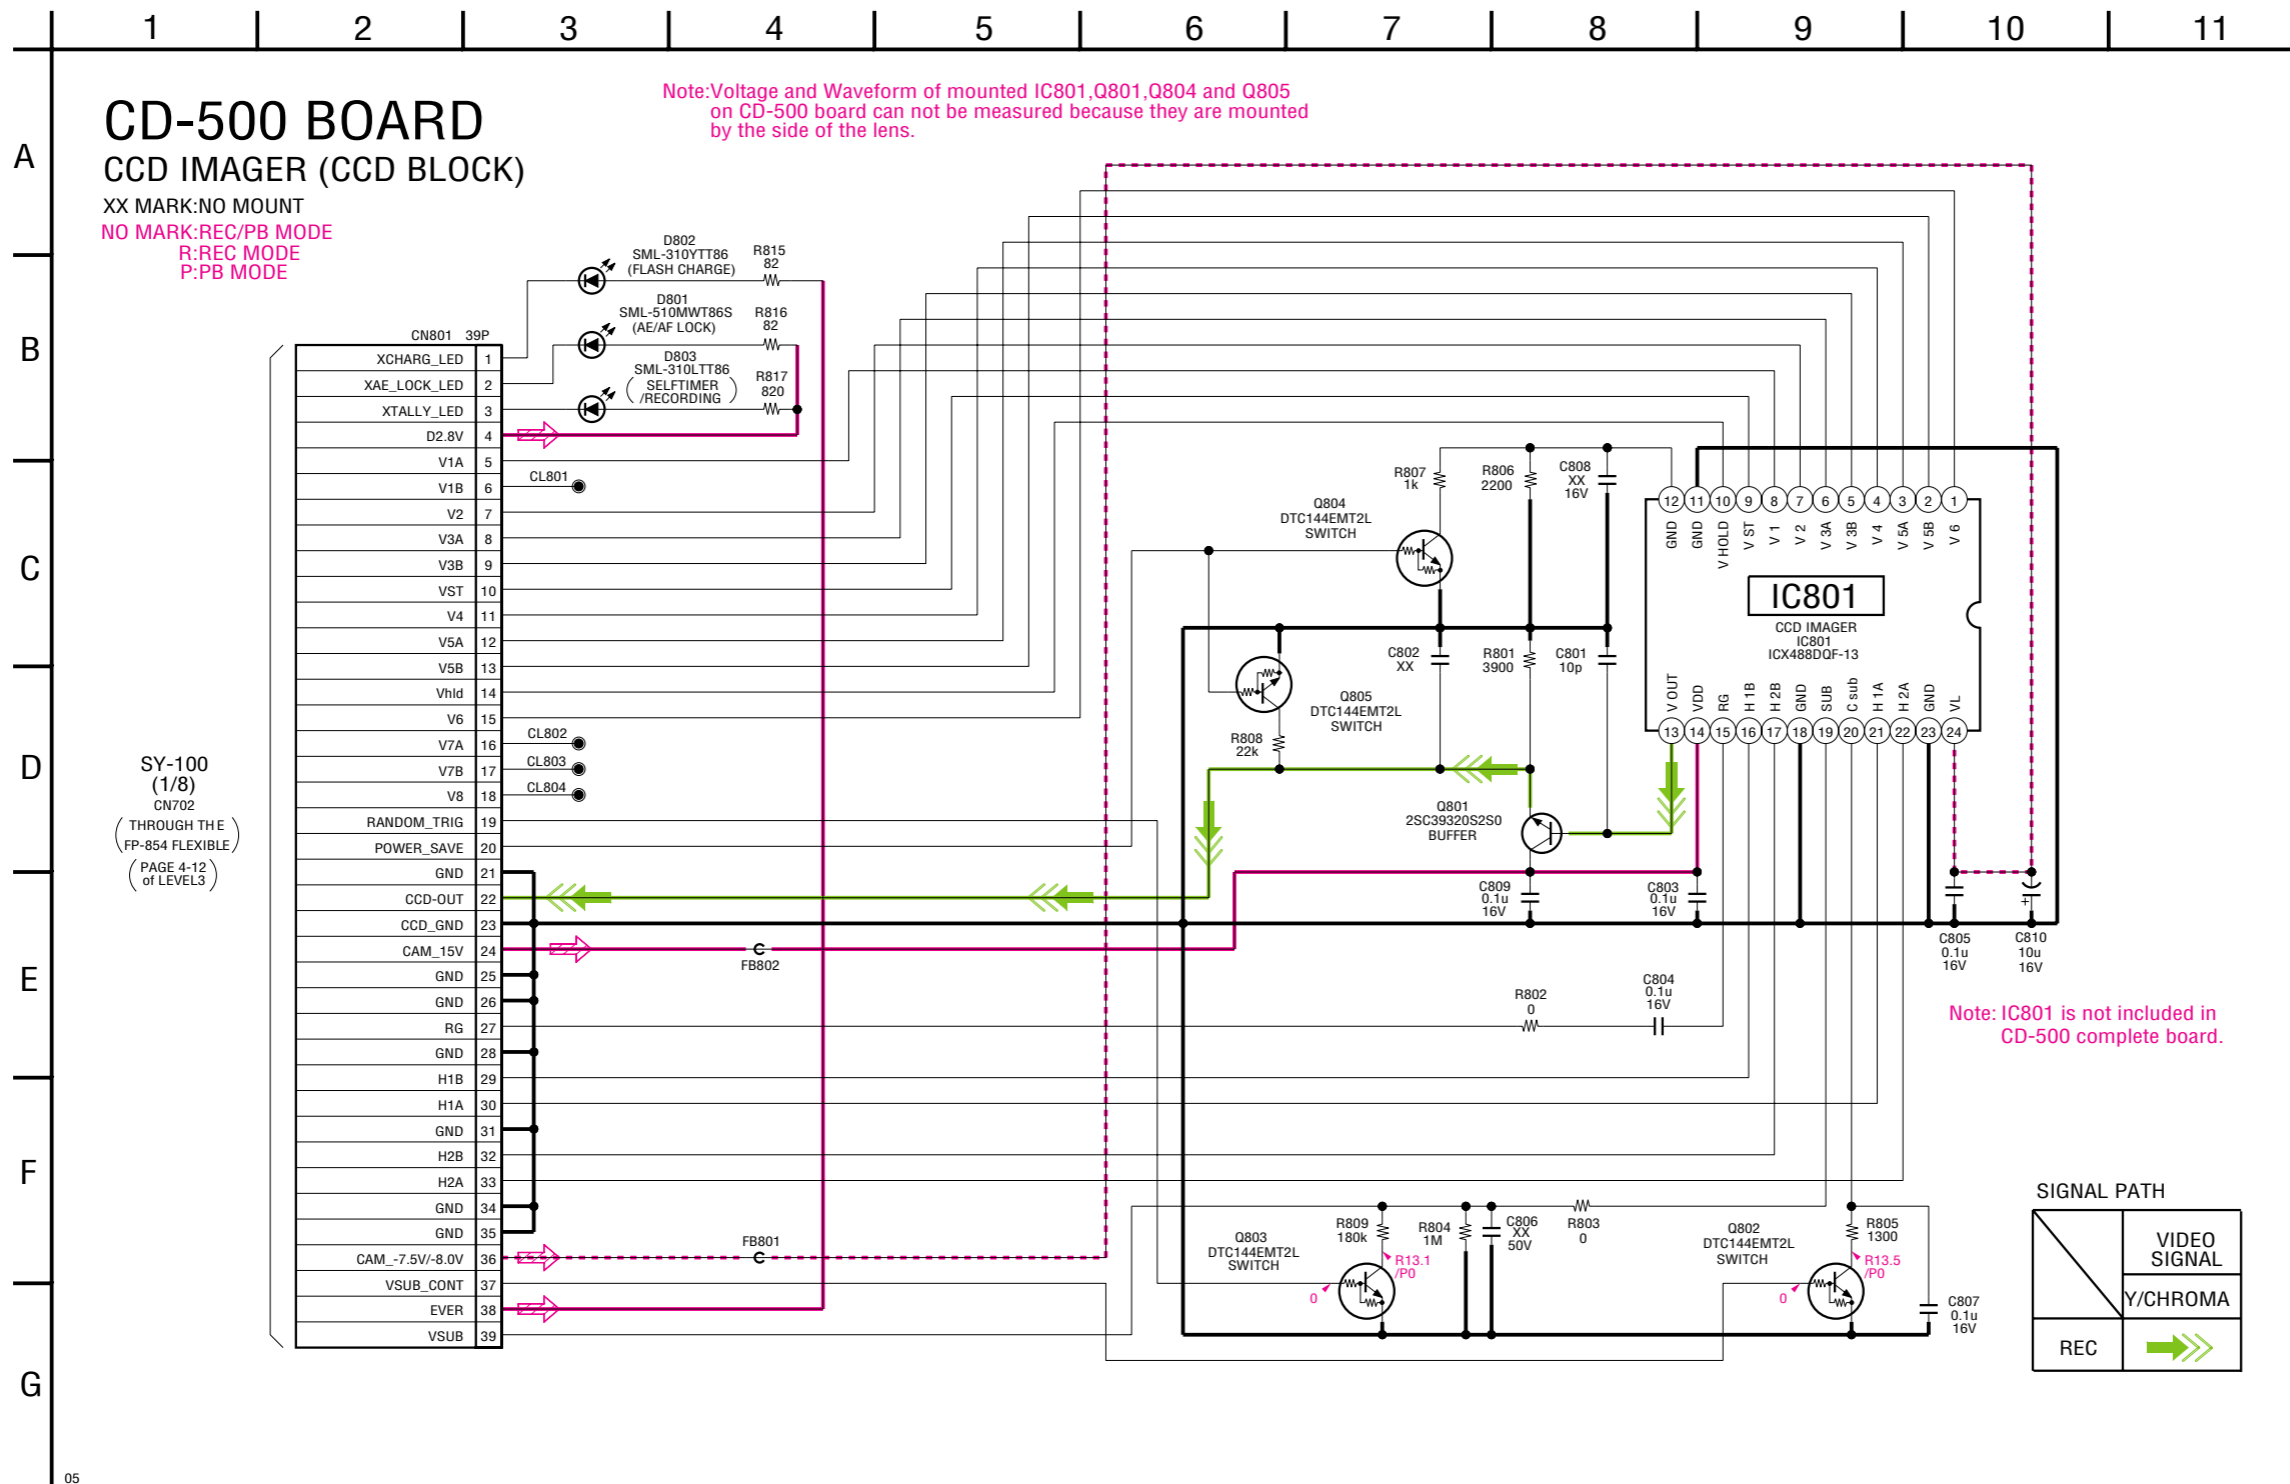 1 2 3 4 5 6 7 8 9 10 11
A
B
C
D
E
F
G
CD-500 BOARD
CCD IMAGER (CCD BLOCK)
XX MARK:NO MOUNT
NO MARK:REC/PB MODE
R:REC MODE
P:PB MODE
Note:Voltage and Waveform of mounted IC801,Q801,Q804 and Q805
on CD-500 board can not be measured because they are mounted
by the side of the lens.
D802
SML-310YTT86
(FLASH CHARGE)
R815
82
D801
SML-510MWT86S
(AE/AF LOCK)
R816
82
D803
SML-310LTT86
( SELFTIMER
/RECORDING )
R817
820
CN801 39P
XCHARG_LED 1
XAE_LOCK_LED 2
XTALLY_LED 3
D2.8V 4
V1A 5
V1B 6
V2 7
V3A 8
V3B 9
VST 10
V4 11
V5A 12
V5B 13
Vhld 14
V6 15
V7A 16
V7B 17
V8 18
RANDOM_TRIG 19
POWER_SAVE 20
GND 21
CCD-OUT 22
CCD_GND 23
CAM_15V 24
GND 25
GND 26
RG 27
GND 28
H1B 29
H1A 30
GND 31
H2B 32
H2A 33
GND 34
GND 35
CAM_-7.5V/-8.0V 36
VSUB_CONT 37
EVER 38
VSUB 39
CL801
CL802
CL803
CL804
SY-100
(1/8)
CN702
( THROUGH THE
FP-854 FLEXIBLE )
( PAGE 4-12
of LEVEL3 )
FB802
FB801
R807
1k
R806
2200
C808
XX
16V
Q804
DTC144EMT2L
SWITCH
C802
XX
R801
3900
C801
10p
Q805
DTC144EMT2L
SWITCH
R808
22k
Q801
2SC39320S2S0
BUFFER
C809
0.1u
16V
C803
0.1u
16V
12 11 10 9 8 7 6 5 4 3 2 1
GND GND V HOLD V ST V 1 V 2 V 3A V 3B V 4 V 5A V 5B V 6
IC801
CCD IMAGER
IC801
ICX488DQF-13
V OUT VDD RG H 1B H 2B GND SUB C sub H 1A H 2A GND VL
13 14 15 16 17 18 19 20 21 22 23 24
C805
0.1u
16V
+
C810
10u
16V
R802
0
C804
0.1u
16V
Note: IC801 is not included in
CD-500 complete board.
Q803
DTC144EMT2L
SWITCH
R809
180k
R13.1
/P0
0
R804
1M
C806
XX
50V
R803
0
Q802
DTC144EMT2L
SWITCH
R805
1300
R13.5
/P0
0
C807
0.1u
16V
SIGNAL PATH
VIDEO
SIGNAL
Y/CHROMA
REC
05